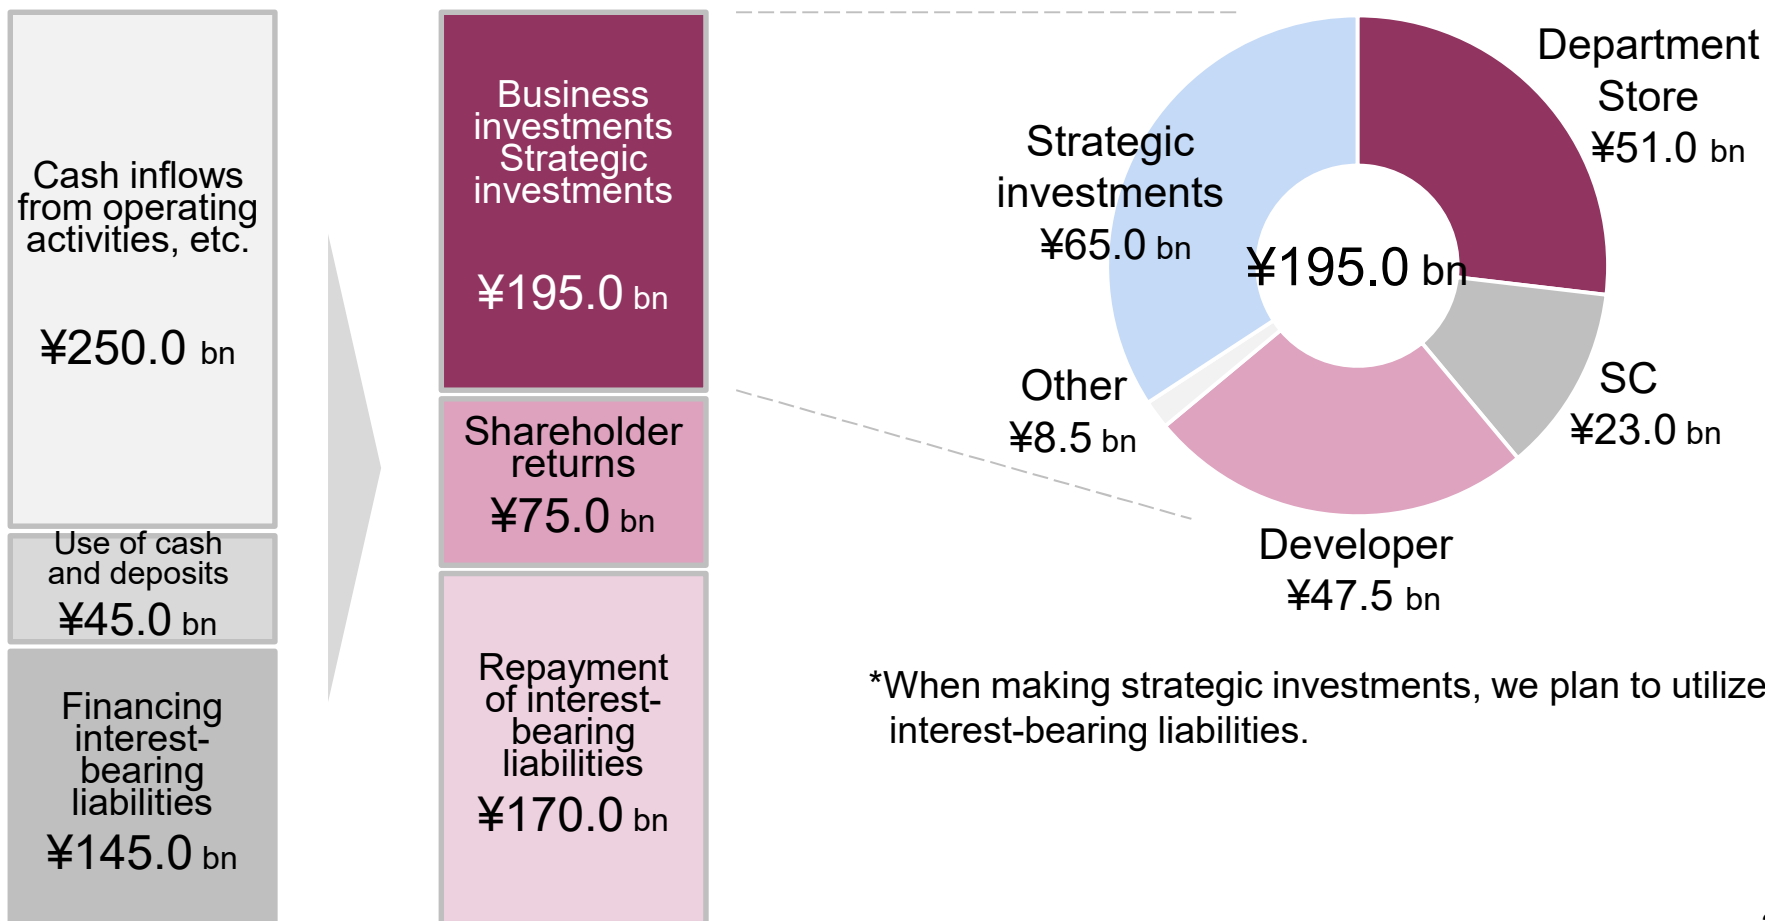 Cash inflows
from operating
activities, etc.
¥250.0 bn
Use of cash
and deposits
¥45.0 bn
Financing
interest-
bearing
liabilities
¥145.0 bn
Business
investments
Strategic
investments
¥195.0 bn
Shareholder
returns
¥75.0 bn
Repayment
of interest-
bearing
liabilities
¥170.0 bn
Department
Store
¥51.0 bn
Strategic
investments
¥65.0 bn
¥195.0 bn
Other
¥8.5 bn
SC
¥23.0 bn
Developer
¥47.5 bn
*When making strategic investments, we plan to utilize
interest-bearing liabilities.